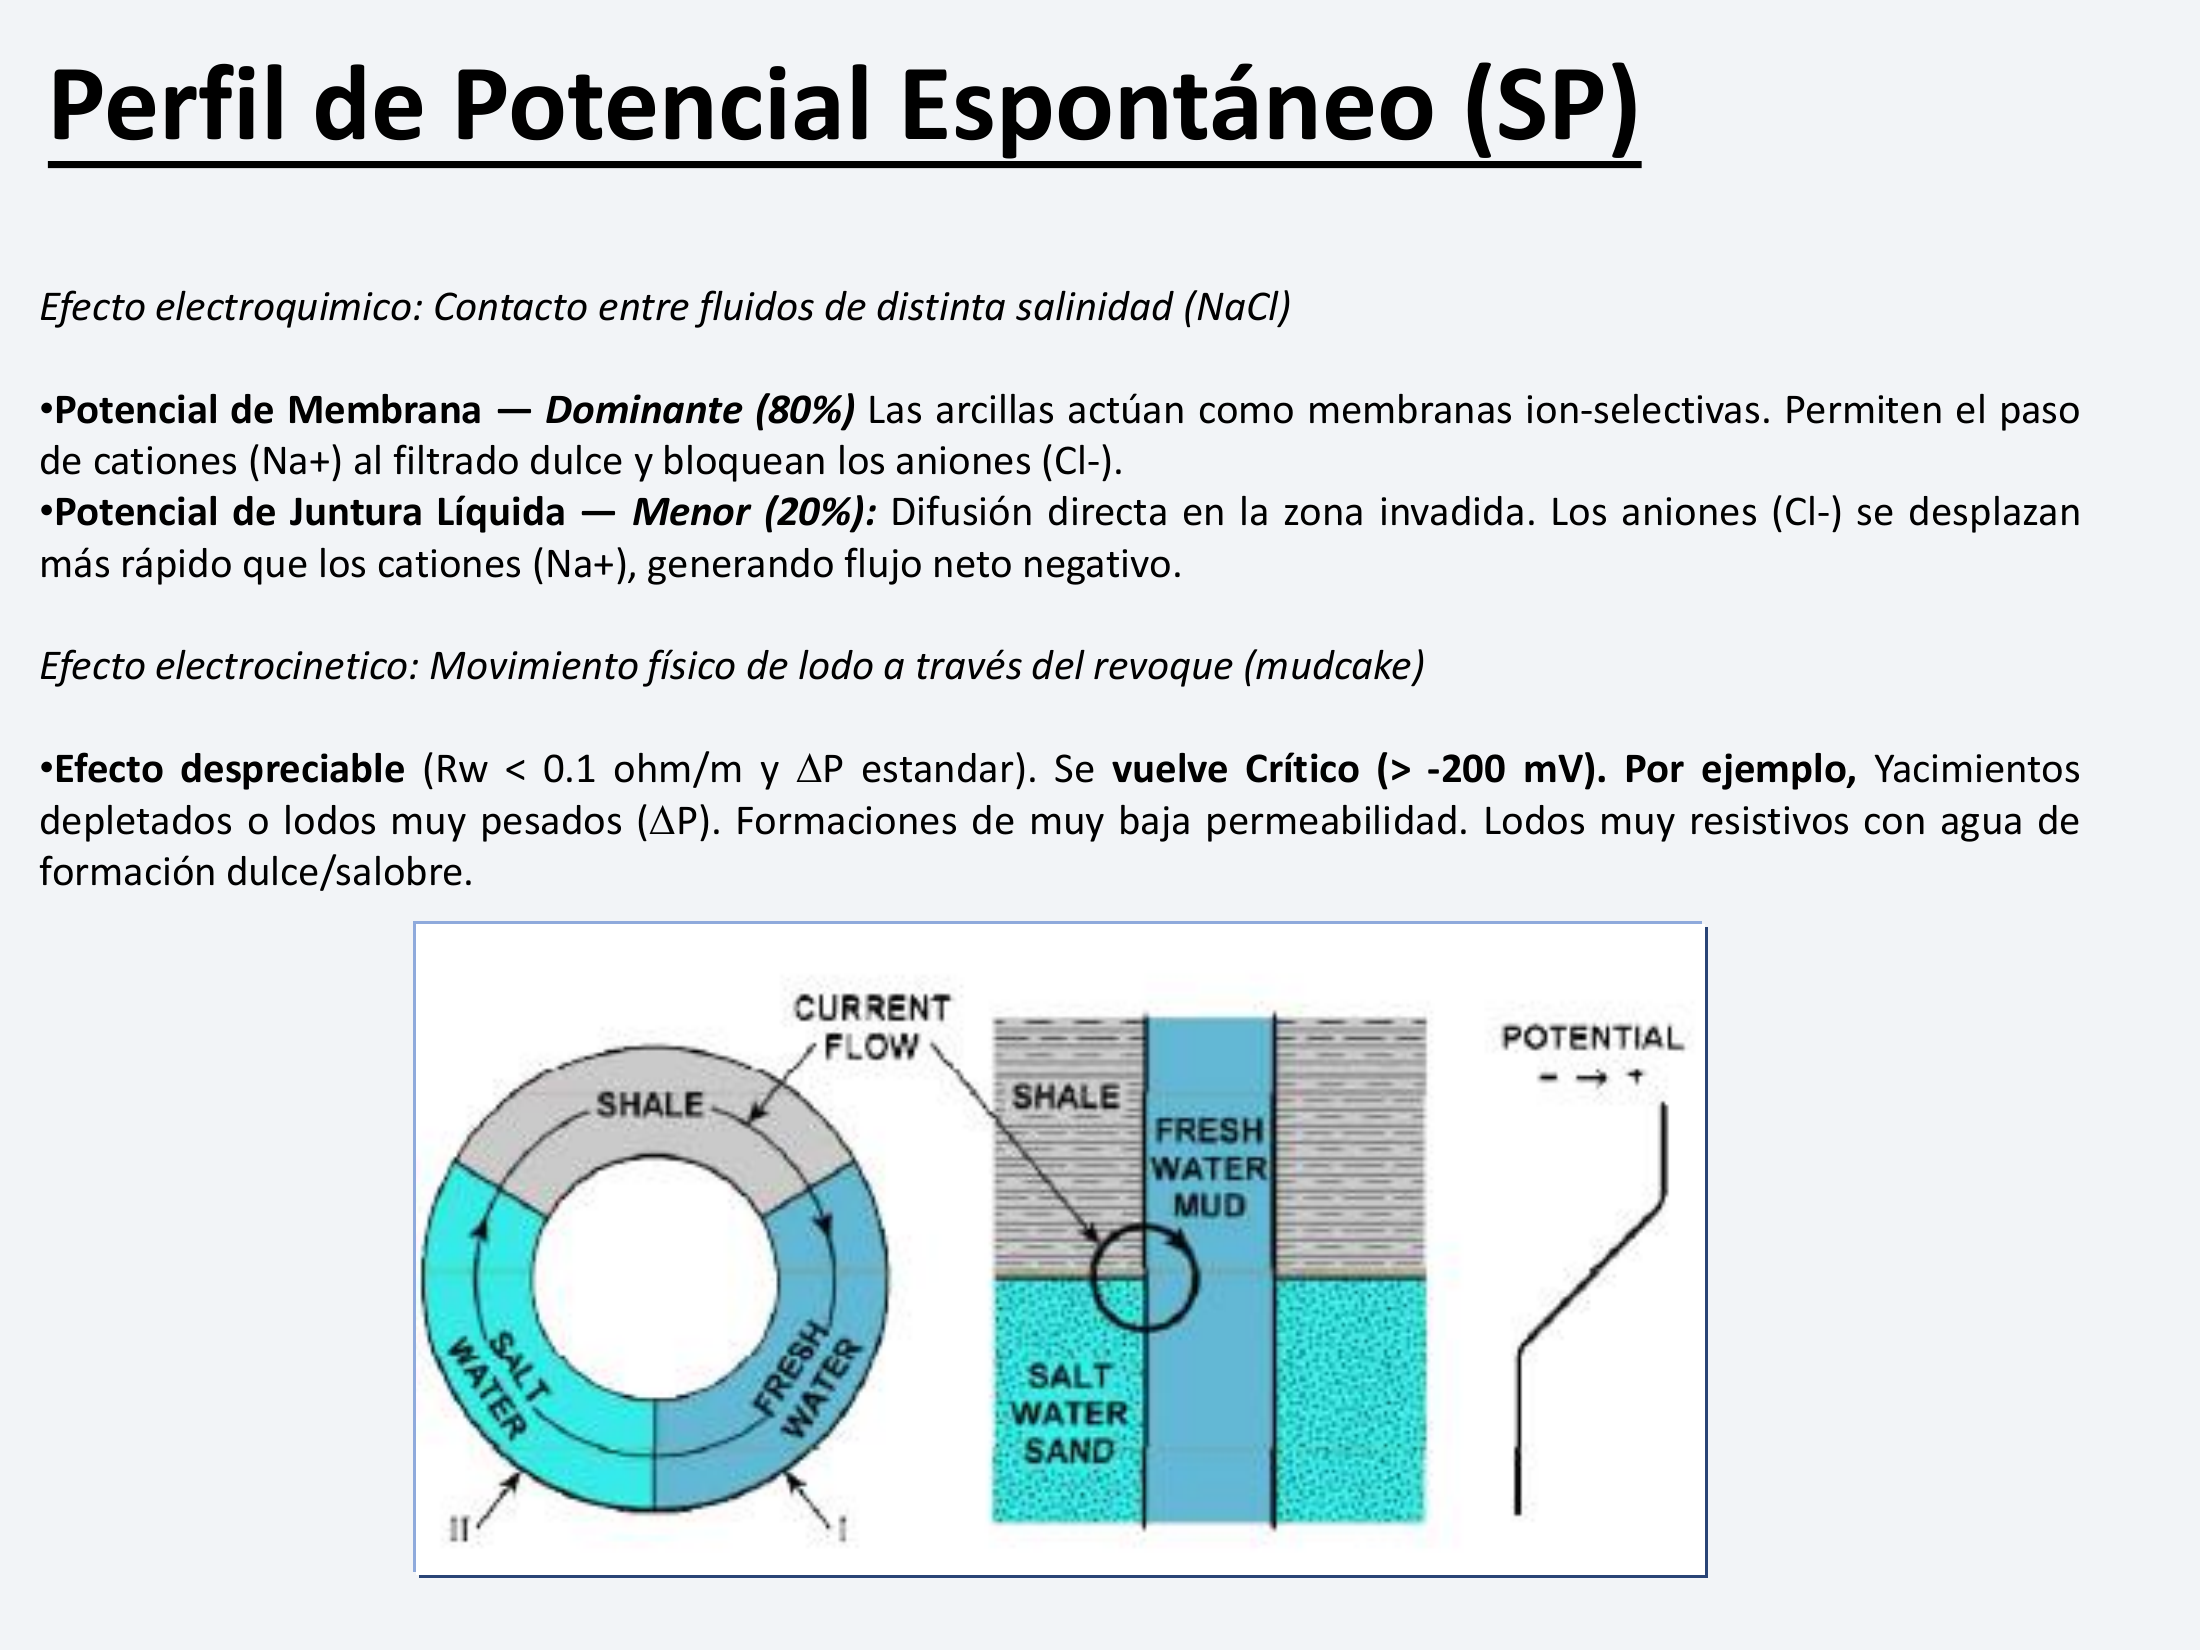 Perfil de Potencial Espontáneo (SP)
Efecto electroquimico: Contacto entre fluidos de distinta salinidad (NaCl)
•Potencial de Membrana — Dominante (80%) Las arcillas actúan como membranas ion-selectivas. Permiten el paso
de cationes (Na+) al filtrado dulce y bloquean los aniones (Cl-).
•Potencial de Juntura Líquida — Menor (20%): Difusión directa en la zona invadida. Los aniones (Cl-) se desplazan
más rápido que los cationes (Na+), generando flujo neto negativo.
Efecto electrocinetico: Movimiento físico de lodo a través del revoque (mudcake)
•Efecto despreciable (Rw < 0.1 ohm/m y ΔP estandar). Se vuelve Crítico (> -200 mV). Por ejemplo, Yacimientos
depletados o lodos muy pesados (ΔP). Formaciones de muy baja permeabilidad. Lodos muy resistivos con agua de
formación dulce/salobre.
CURRENT
FLOW
SHALE
SALT
WATER
FRESH
WATER
II
I
SHALE
FRESH
WATER
MUD
SALT
WATER
SAND
POTENTIAL
- → +